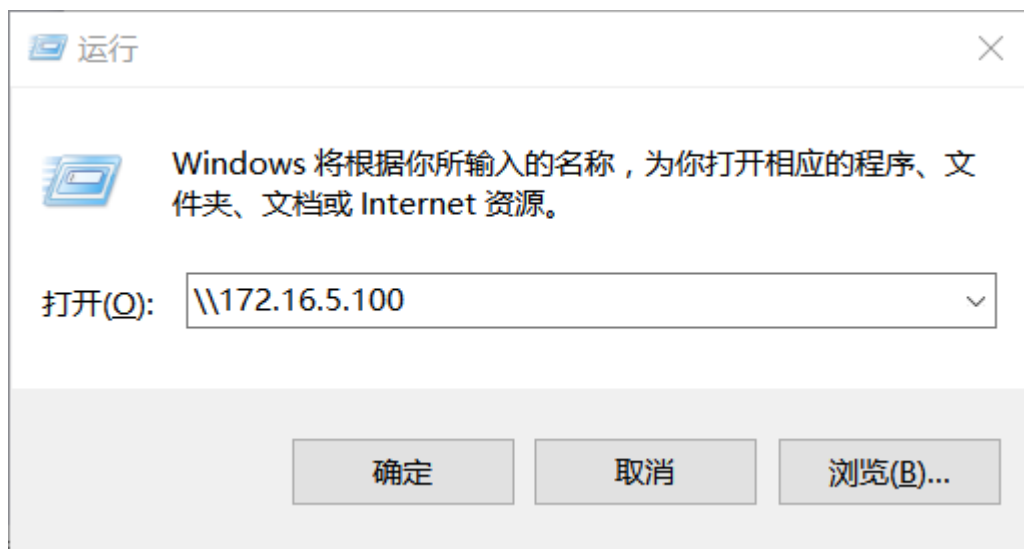 运行
Windows 将根据你所输入的名称，为你打开相应的程序、文
件夹、文档或 Internet 资源。
打开(O): \\172.16.5.100
确定 取消 浏览(B)...